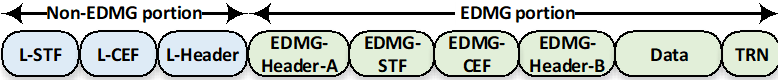 Non-EDMG portion EDMG portion
L-STF L-CEF L-Header EDMG-Header-A EDMG-STF EDMG-CEF EDMG-Header-B Data TRN